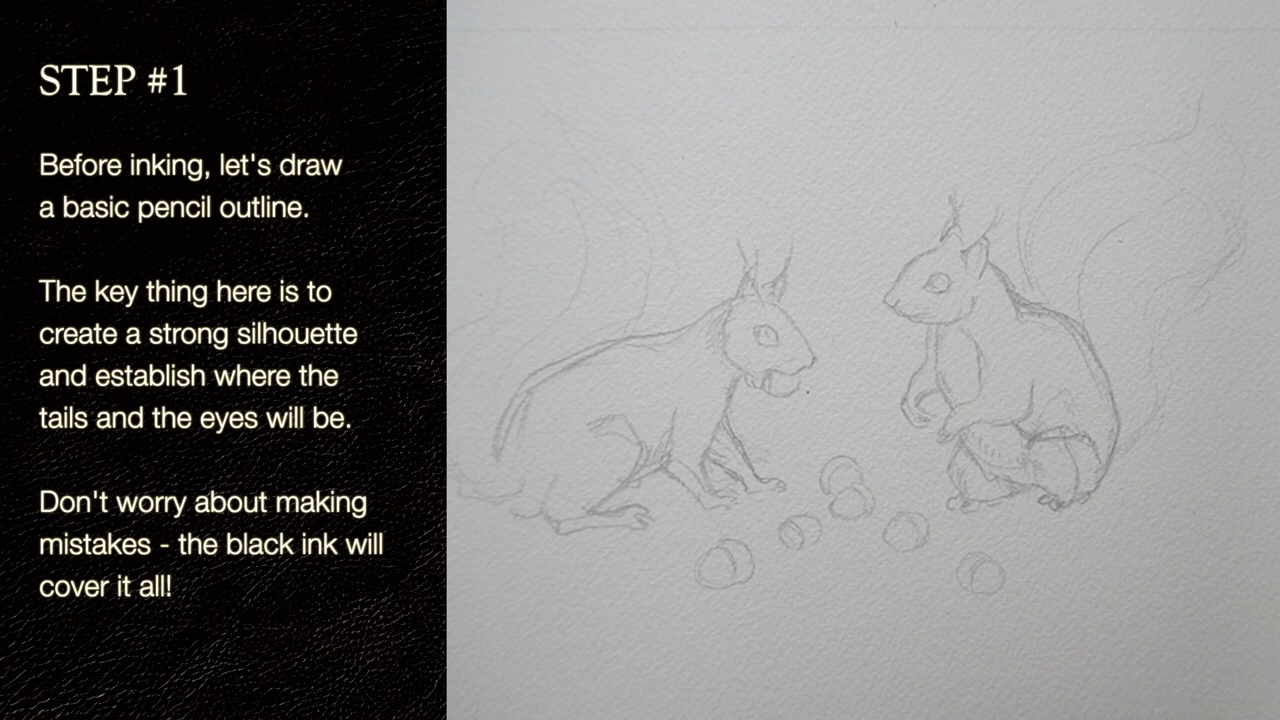 STEP #1
Before inking, let's draw
a basic pencil outline.
The key thing here is to
create a strong silhouette
and establish where the
tails and the eyes will be.
Don't worry about making
mistakes - the black ink will
cover it all!